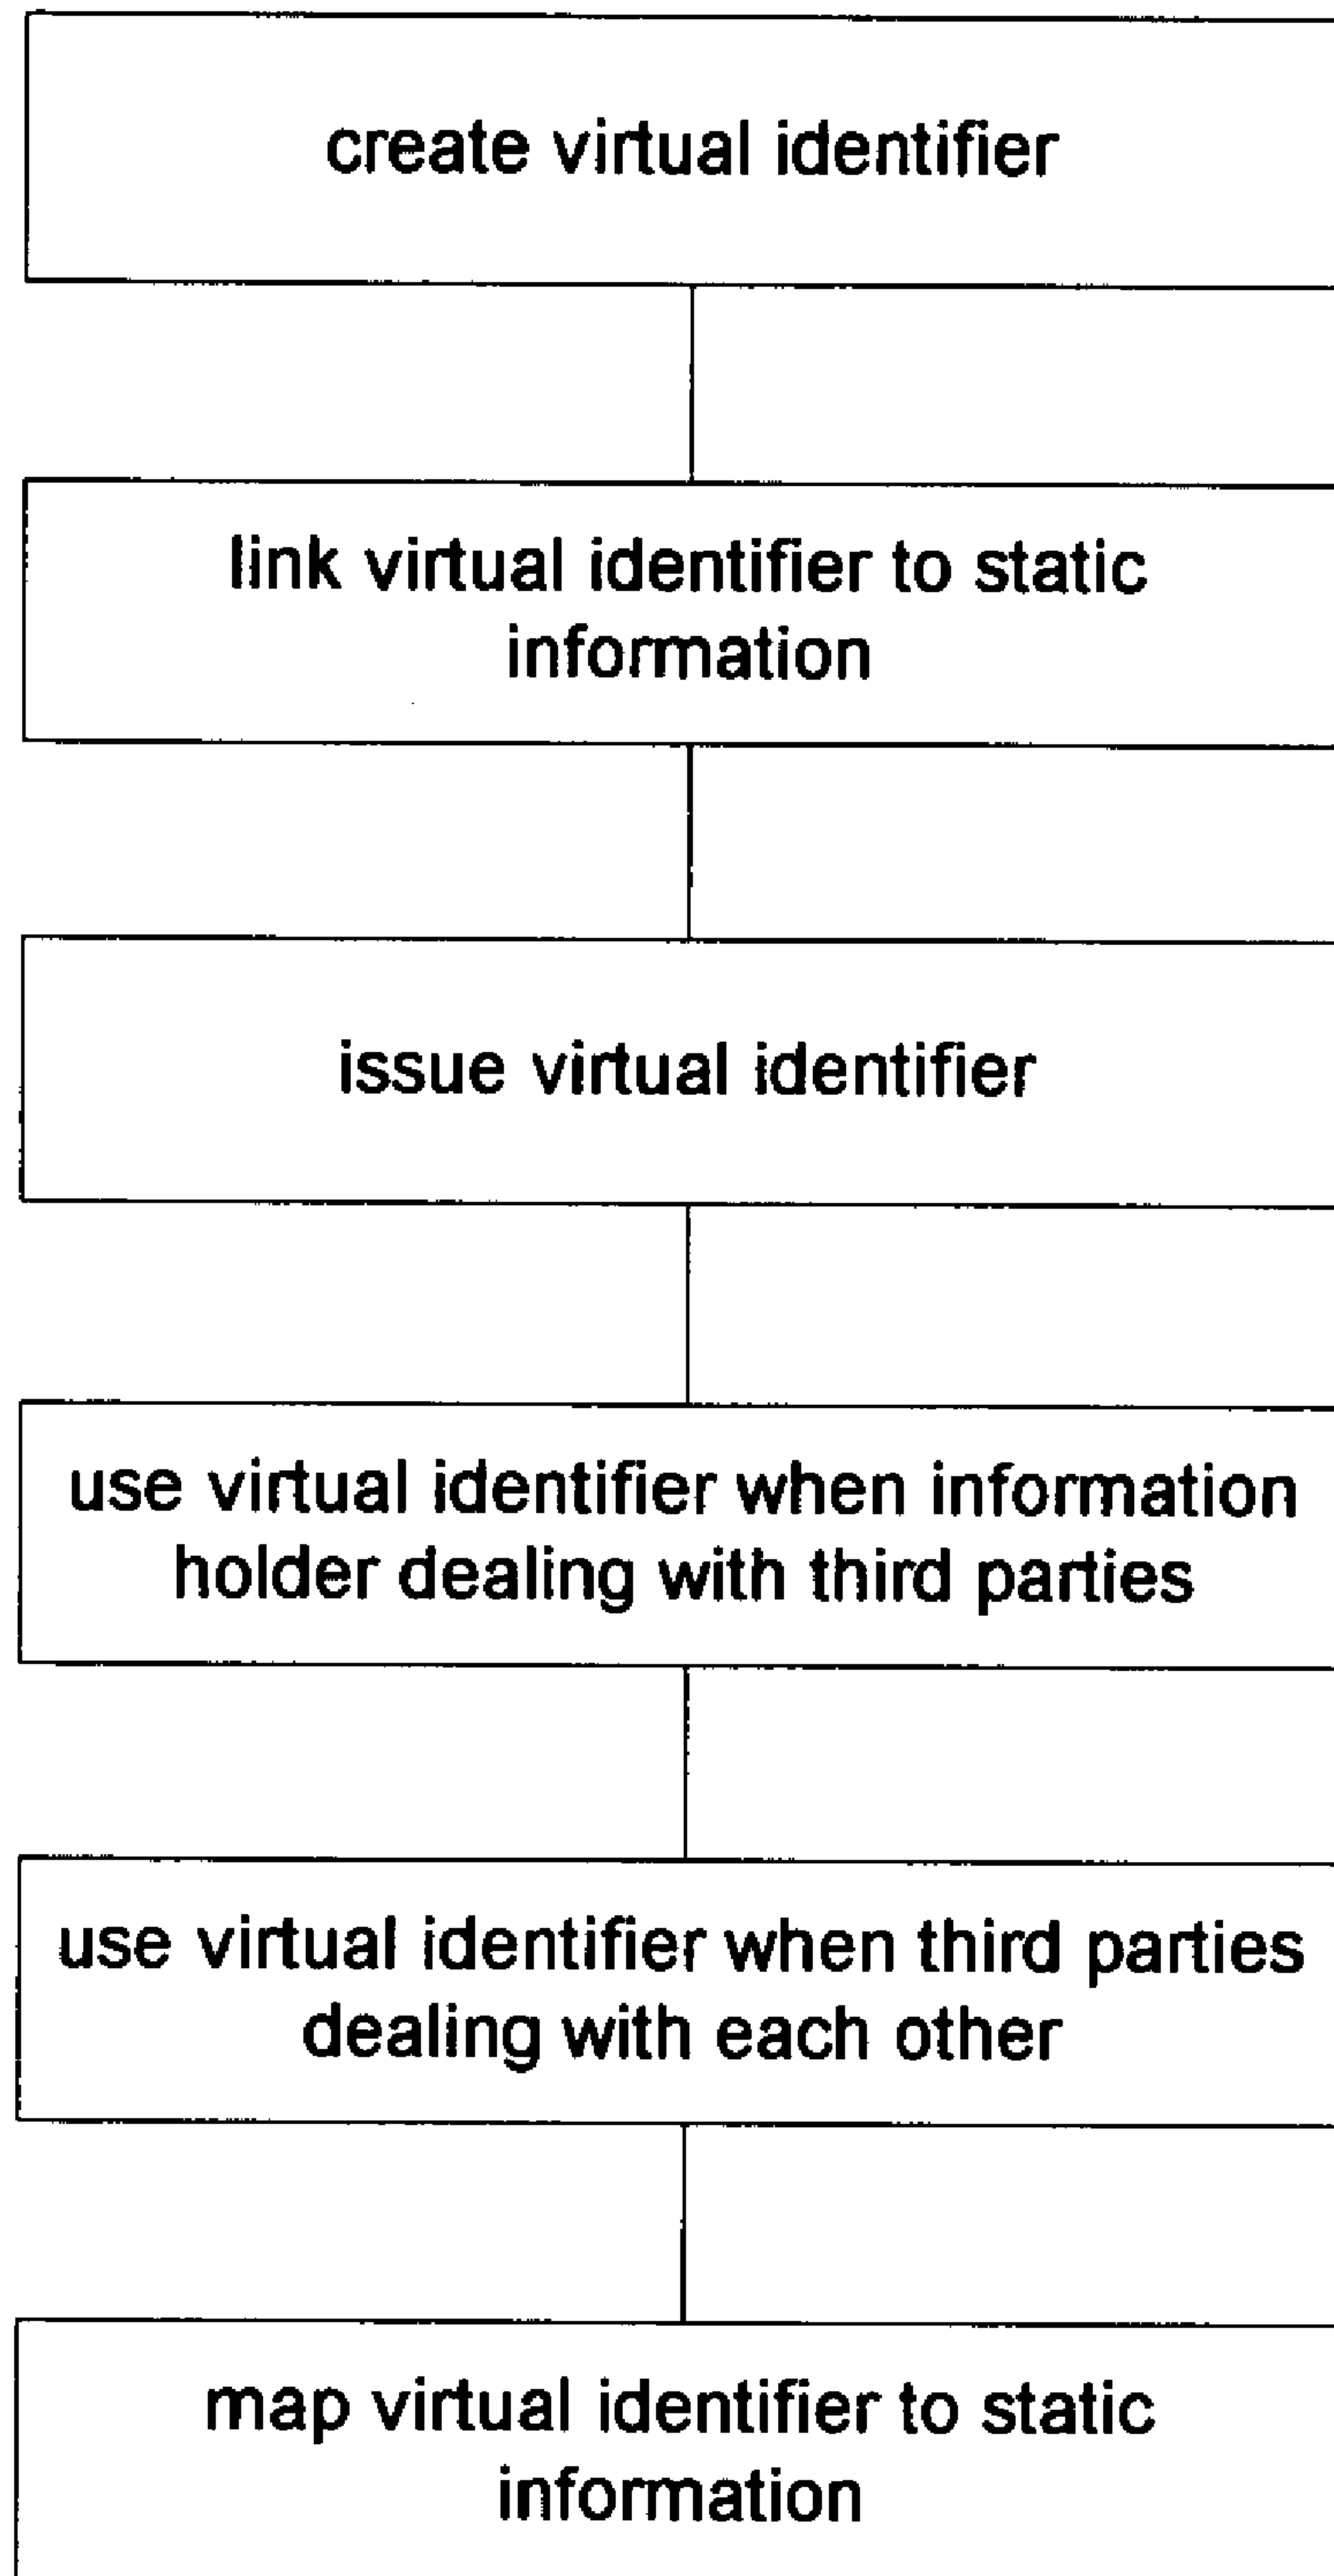 create virtual identifier
link virtual identifier to static
information
issue virtual identifier
use virtual identifier when information
holder dealing with third parties
use virtual identifier when third parties
dealing with each other
map virtual identifier to static
information